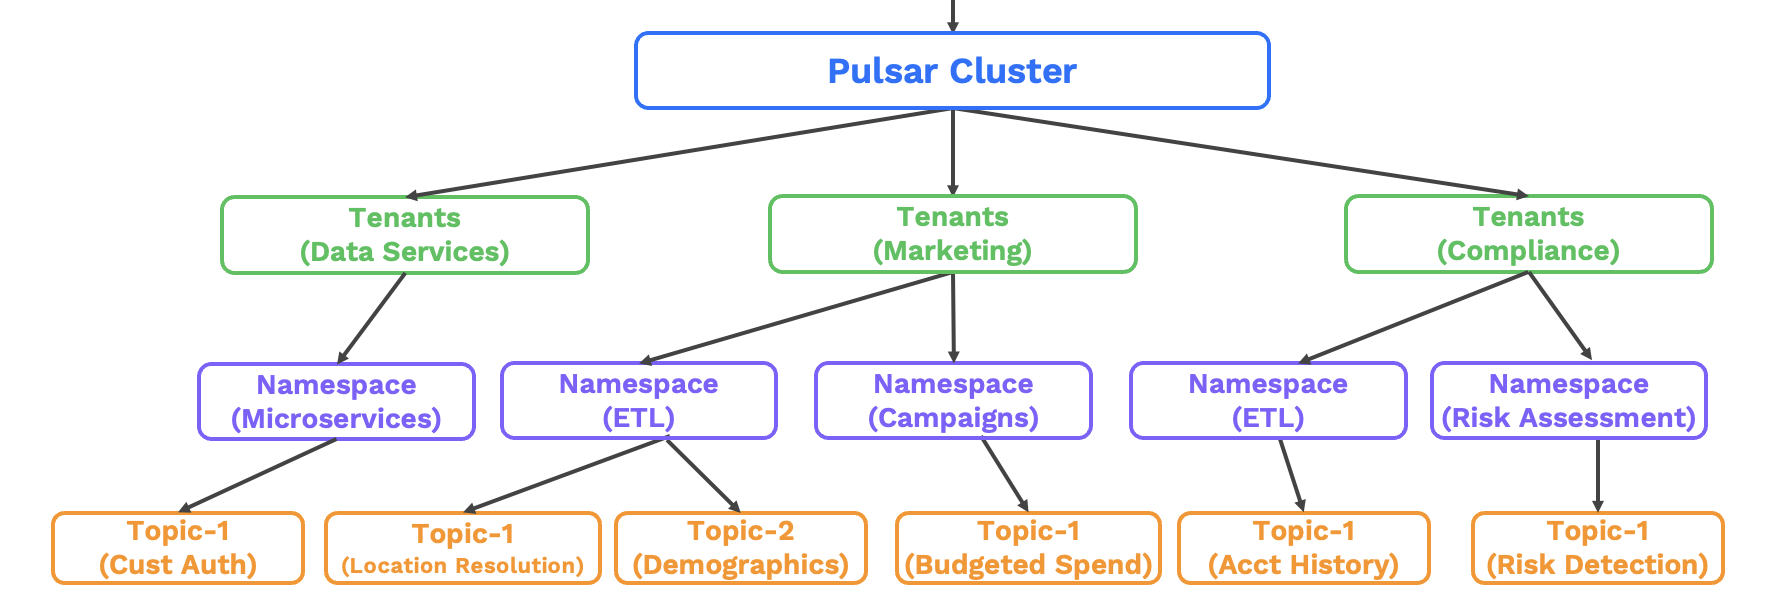 Pulsar Cluster
Tenants
(Data Services)
Tenants
(Marketing)
Tenants
(Compliance)
Namespace
(Microservices)
Namespace
(ETL)
Namespace
(Campaigns)
Namespace
(ETL)
Namespace
(Risk Assessment)
Topic-1
(Cust Auth)
Topic-1
(Location Resolution)
Topic-2
(Demographics)
Topic-1
(Budgeted Spend)
Topic-1
(Acct History)
Topic-1
(Risk Detection)